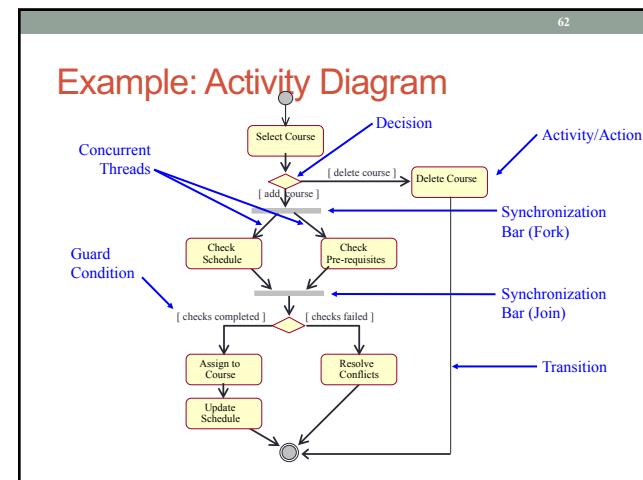 62
Example: Activity Diagram
Decision
Select Course
Activity/Action
Concurrent
Threads
[ delete course ]
Delete Course
[ add course ]
Synchronization
Bar (Fork)
Check
Schedule
Check
Pre-requisites
Guard
Condition
Synchronization
Bar (Join)
[ checks completed ]
[ checks failed ]
Assign to
Course
Resolve
Conflicts
Transition
Update
Schedule